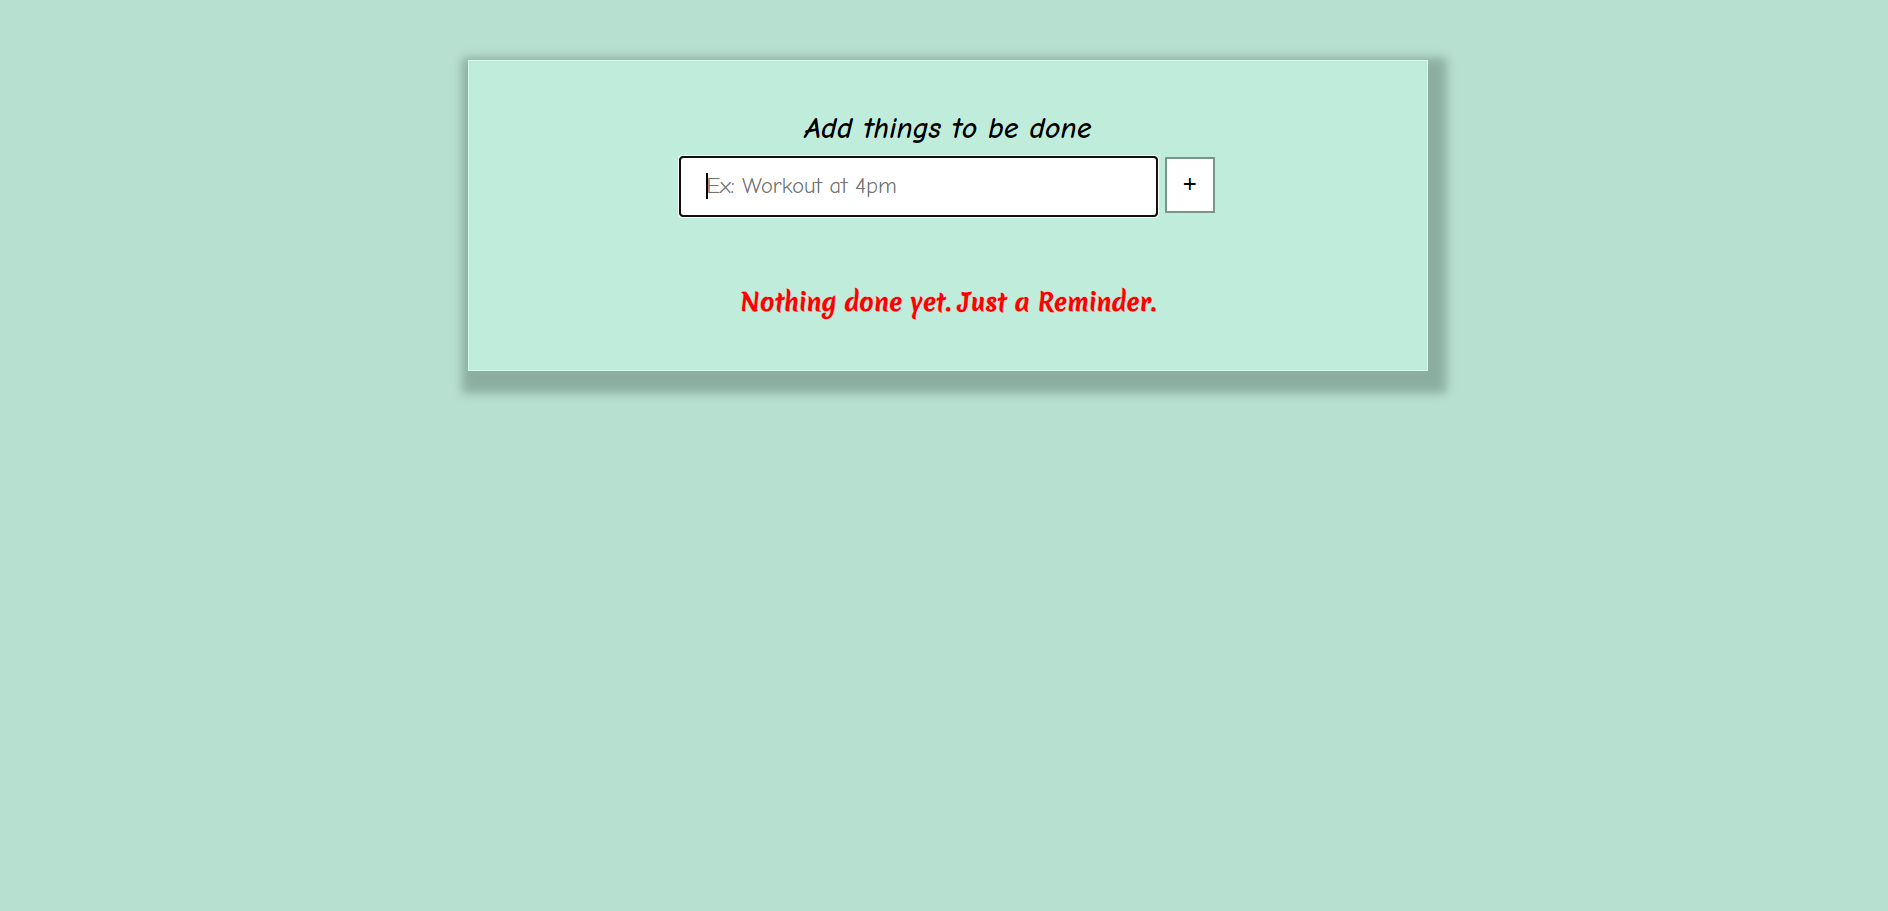 Add things to be done
Ex: Workout at 4pm
+
Nothing done yet. Just a Reminder.